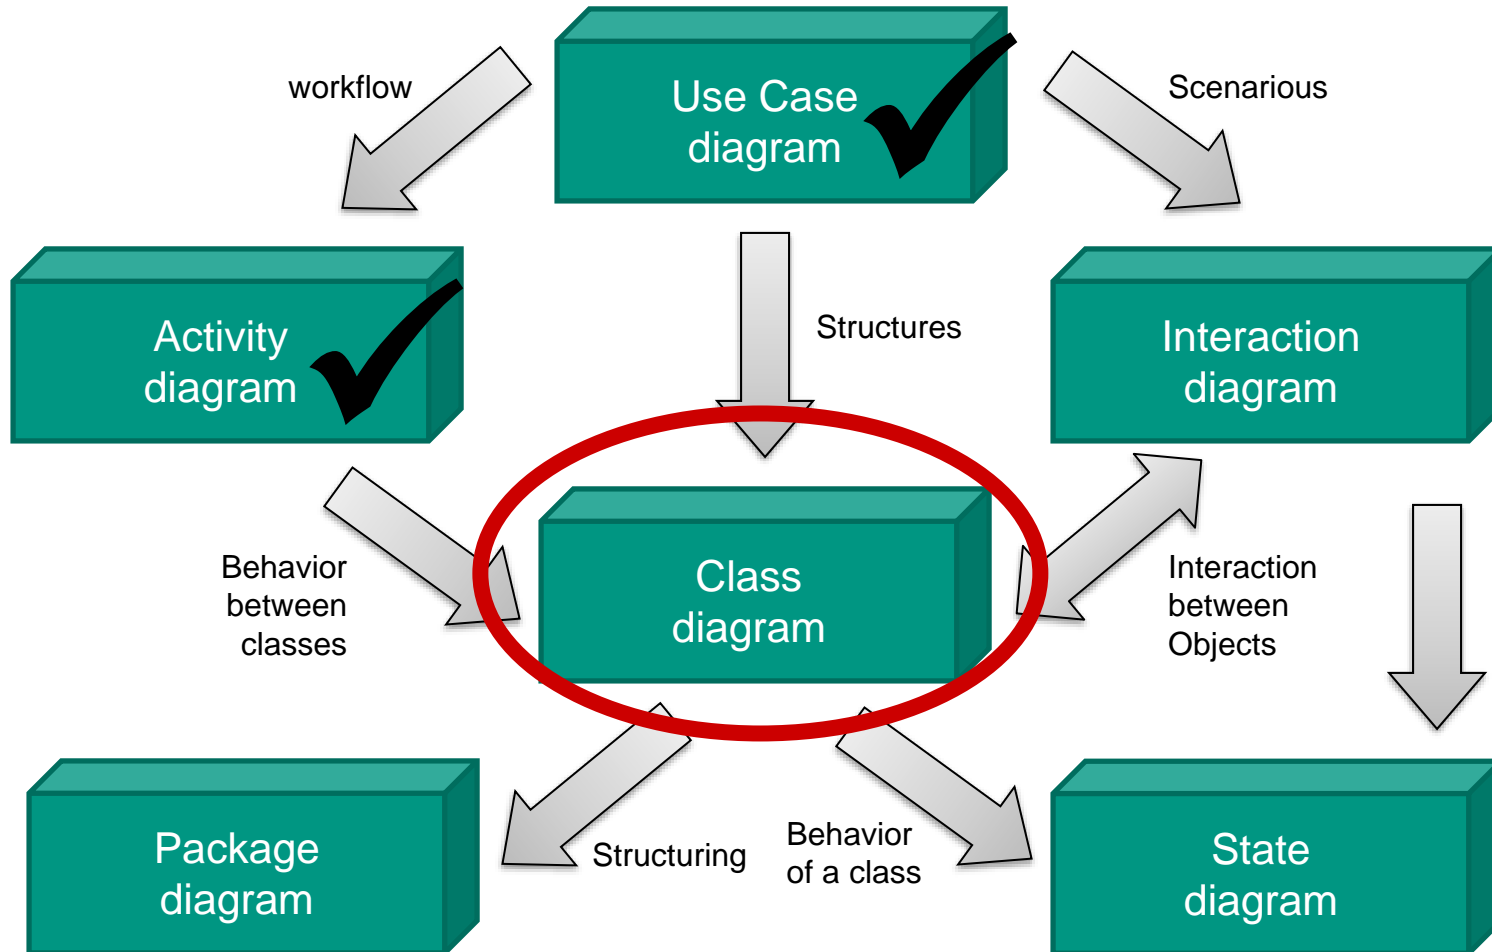 workflow
Use Case
diagram
Scenarious
Activity
diagram
Structures
Interaction
diagram
Behavior
between
classes
Class
diagram
Interaction
between
Objects
Package
diagram
Structuring
Behavior
of a class
State
diagram